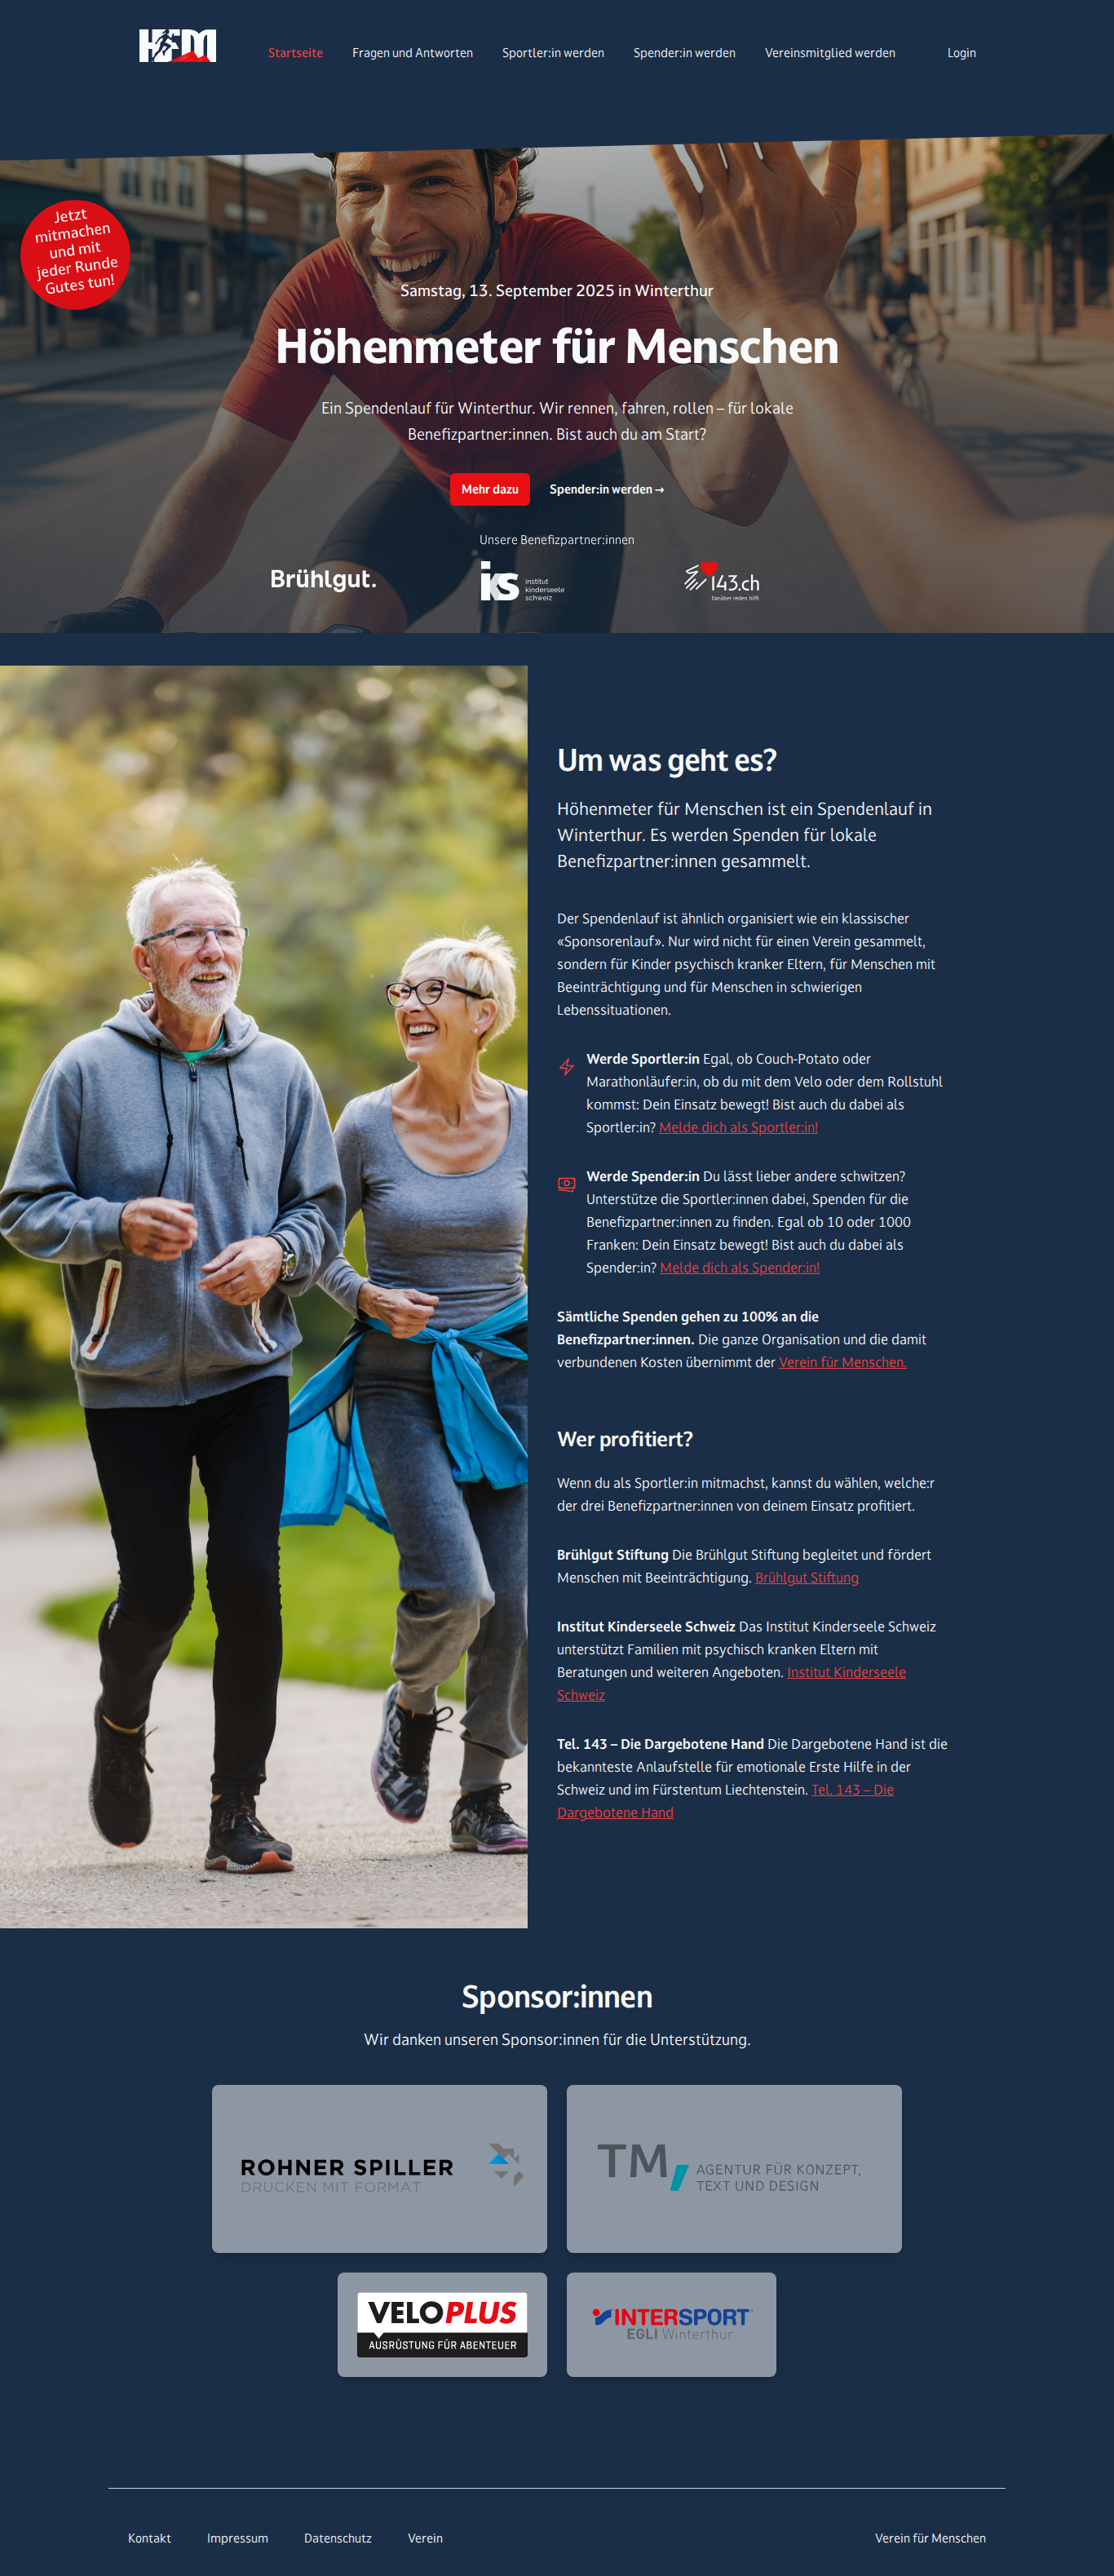 HFM
Startseite
Fragen und Antworten
Sportler:in werden
Spender:in werden
Vereinsmitglied werden
Login
Jetzt
mitmachen
und mit
jeder Runde
Gutes tun!
Samstag, 13. September 2025 in Winterthur
Höhenmeter für Menschen
Ein Spendenlauf für Winterthur. Wir rennen, fahren, rollen – für lokale
Benefizpartner:innen. Bist auch du am Start?
Mehr dazu
Spender:in werden →
Unsere Benefizpartner:innen
Brühlgut.
iks
institut
kinderseele
schweiz
143.ch
Darüber reden hilft
Um was geht es?
Höhenmeter für Menschen ist ein Spendenlauf in
Winterthur. Es werden Spenden für lokale
Benefizpartner:innen gesammelt.
Der Spendenlauf ist ähnlich organisiert wie ein klassischer
«Sponsorenlauf». Nur wird nicht für einen Verein gesammelt,
sondern für Kinder psychisch kranker Eltern, für Menschen mit
Beeinträchtigung und für Menschen in schwierigen
Lebenssituationen.
Werde Sportler:in Egal, ob Couch-Potato oder
Marathonläufer:in, ob du mit dem Velo oder dem Rollstuhl
kommst: Dein Einsatz bewegt! Bist auch du dabei als
Sportler:in? Melde dich als Sportler:in!
Werde Spender:in Du lässt lieber andere schwitzen?
Unterstütze die Sportler:innen dabei, Spenden für die
Benefizpartner:innen zu finden. Egal ob 10 oder 1000
Franken: Dein Einsatz bewegt! Bist auch du dabei als
Spender:in? Melde dich als Spender:in!
Sämtliche Spenden gehen zu 100% an die
Benefizpartner:innen. Die ganze Organisation und die damit
verbundenen Kosten übernimmt der Verein für Menschen.
Wer profitiert?
Wenn du als Sportler:in mitmachst, kannst du wählen, welche:r
der drei Benefizpartner:innen von deinem Einsatz profitiert.
Brühlgut Stiftung Die Brühlgut Stiftung begleitet und fördert
Menschen mit Beeinträchtigung. Brühlgut Stiftung
Institut Kinderseele Schweiz Das Institut Kinderseele Schweiz
unterstützt Familien mit psychisch kranken Eltern mit
Beratungen und weiteren Angeboten. Institut Kinderseele
Schweiz
Tel. 143 – Die Dargebotene Hand Die Dargebotene Hand ist die
bekannteste Anlaufstelle für emotionale Erste Hilfe in der
Schweiz und im Fürstentum Liechtenstein. Tel. 143 – Die
Dargebotene Hand
Sponsor:innen
Wir danken unseren Sponsor:innen für die Unterstützung.
ROHNER SPILLER
DRUCKEN MIT FORMAT
TM
AGENTUR FÜR KONZEPT,
TEXT UND DESIGN
VELOPLUS
AUSRÜSTUNG FÜR ABENTEUER
INTERSPORT
EGLI Winterthur
Kontakt
Impressum
Datenschutz
Verein
Verein für Menschen